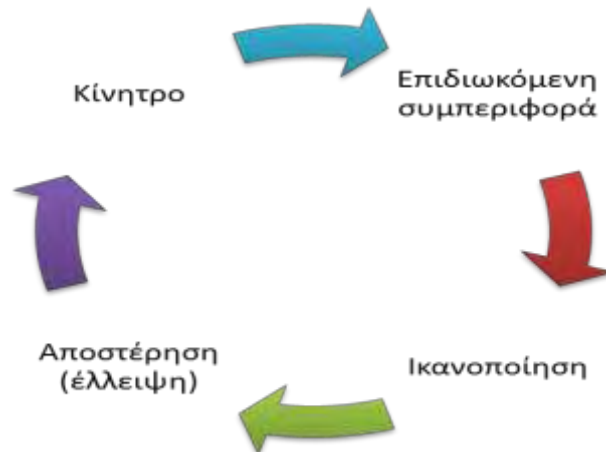 Κίνητρο
Επιδιωκόμενη
συμπεριφορά
Ικανοποίηση
Αποστέρηση
(έλλειψη)